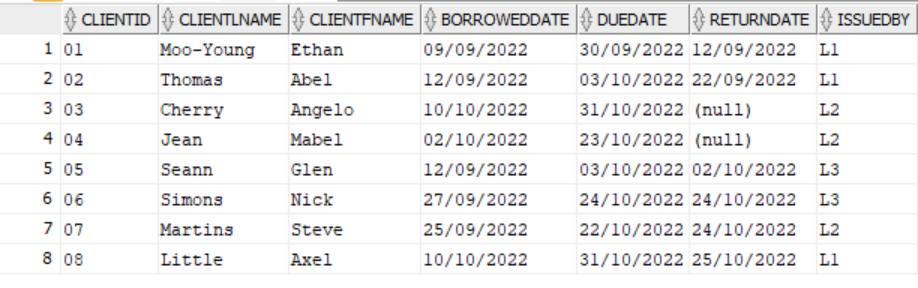 CLIENTID CLIENTLNAME CLIENTFNAME BORROWEDDATE DUEDATE RETURNDATE ISSUEDBY
1 01 Moo-Young Ethan 09/09/2022 30/09/2022 12/09/2022 L1
2 02 Thomas Abel 12/09/2022 03/10/2022 22/09/2022 L1
3 03 Cherry Angelo 10/10/2022 31/10/2022 (null) L2
4 04 Jean Mabel 02/10/2022 23/10/2022 (null) L2
5 05 Seann Glen 12/09/2022 03/10/2022 02/10/2022 L3
6 06 Simons Nick 27/09/2022 24/10/2022 24/10/2022 L3
7 07 Martins Steve 25/09/2022 22/10/2022 24/10/2022 L2
8 08 Little Axel 10/10/2022 31/10/2022 25/10/2022 L1